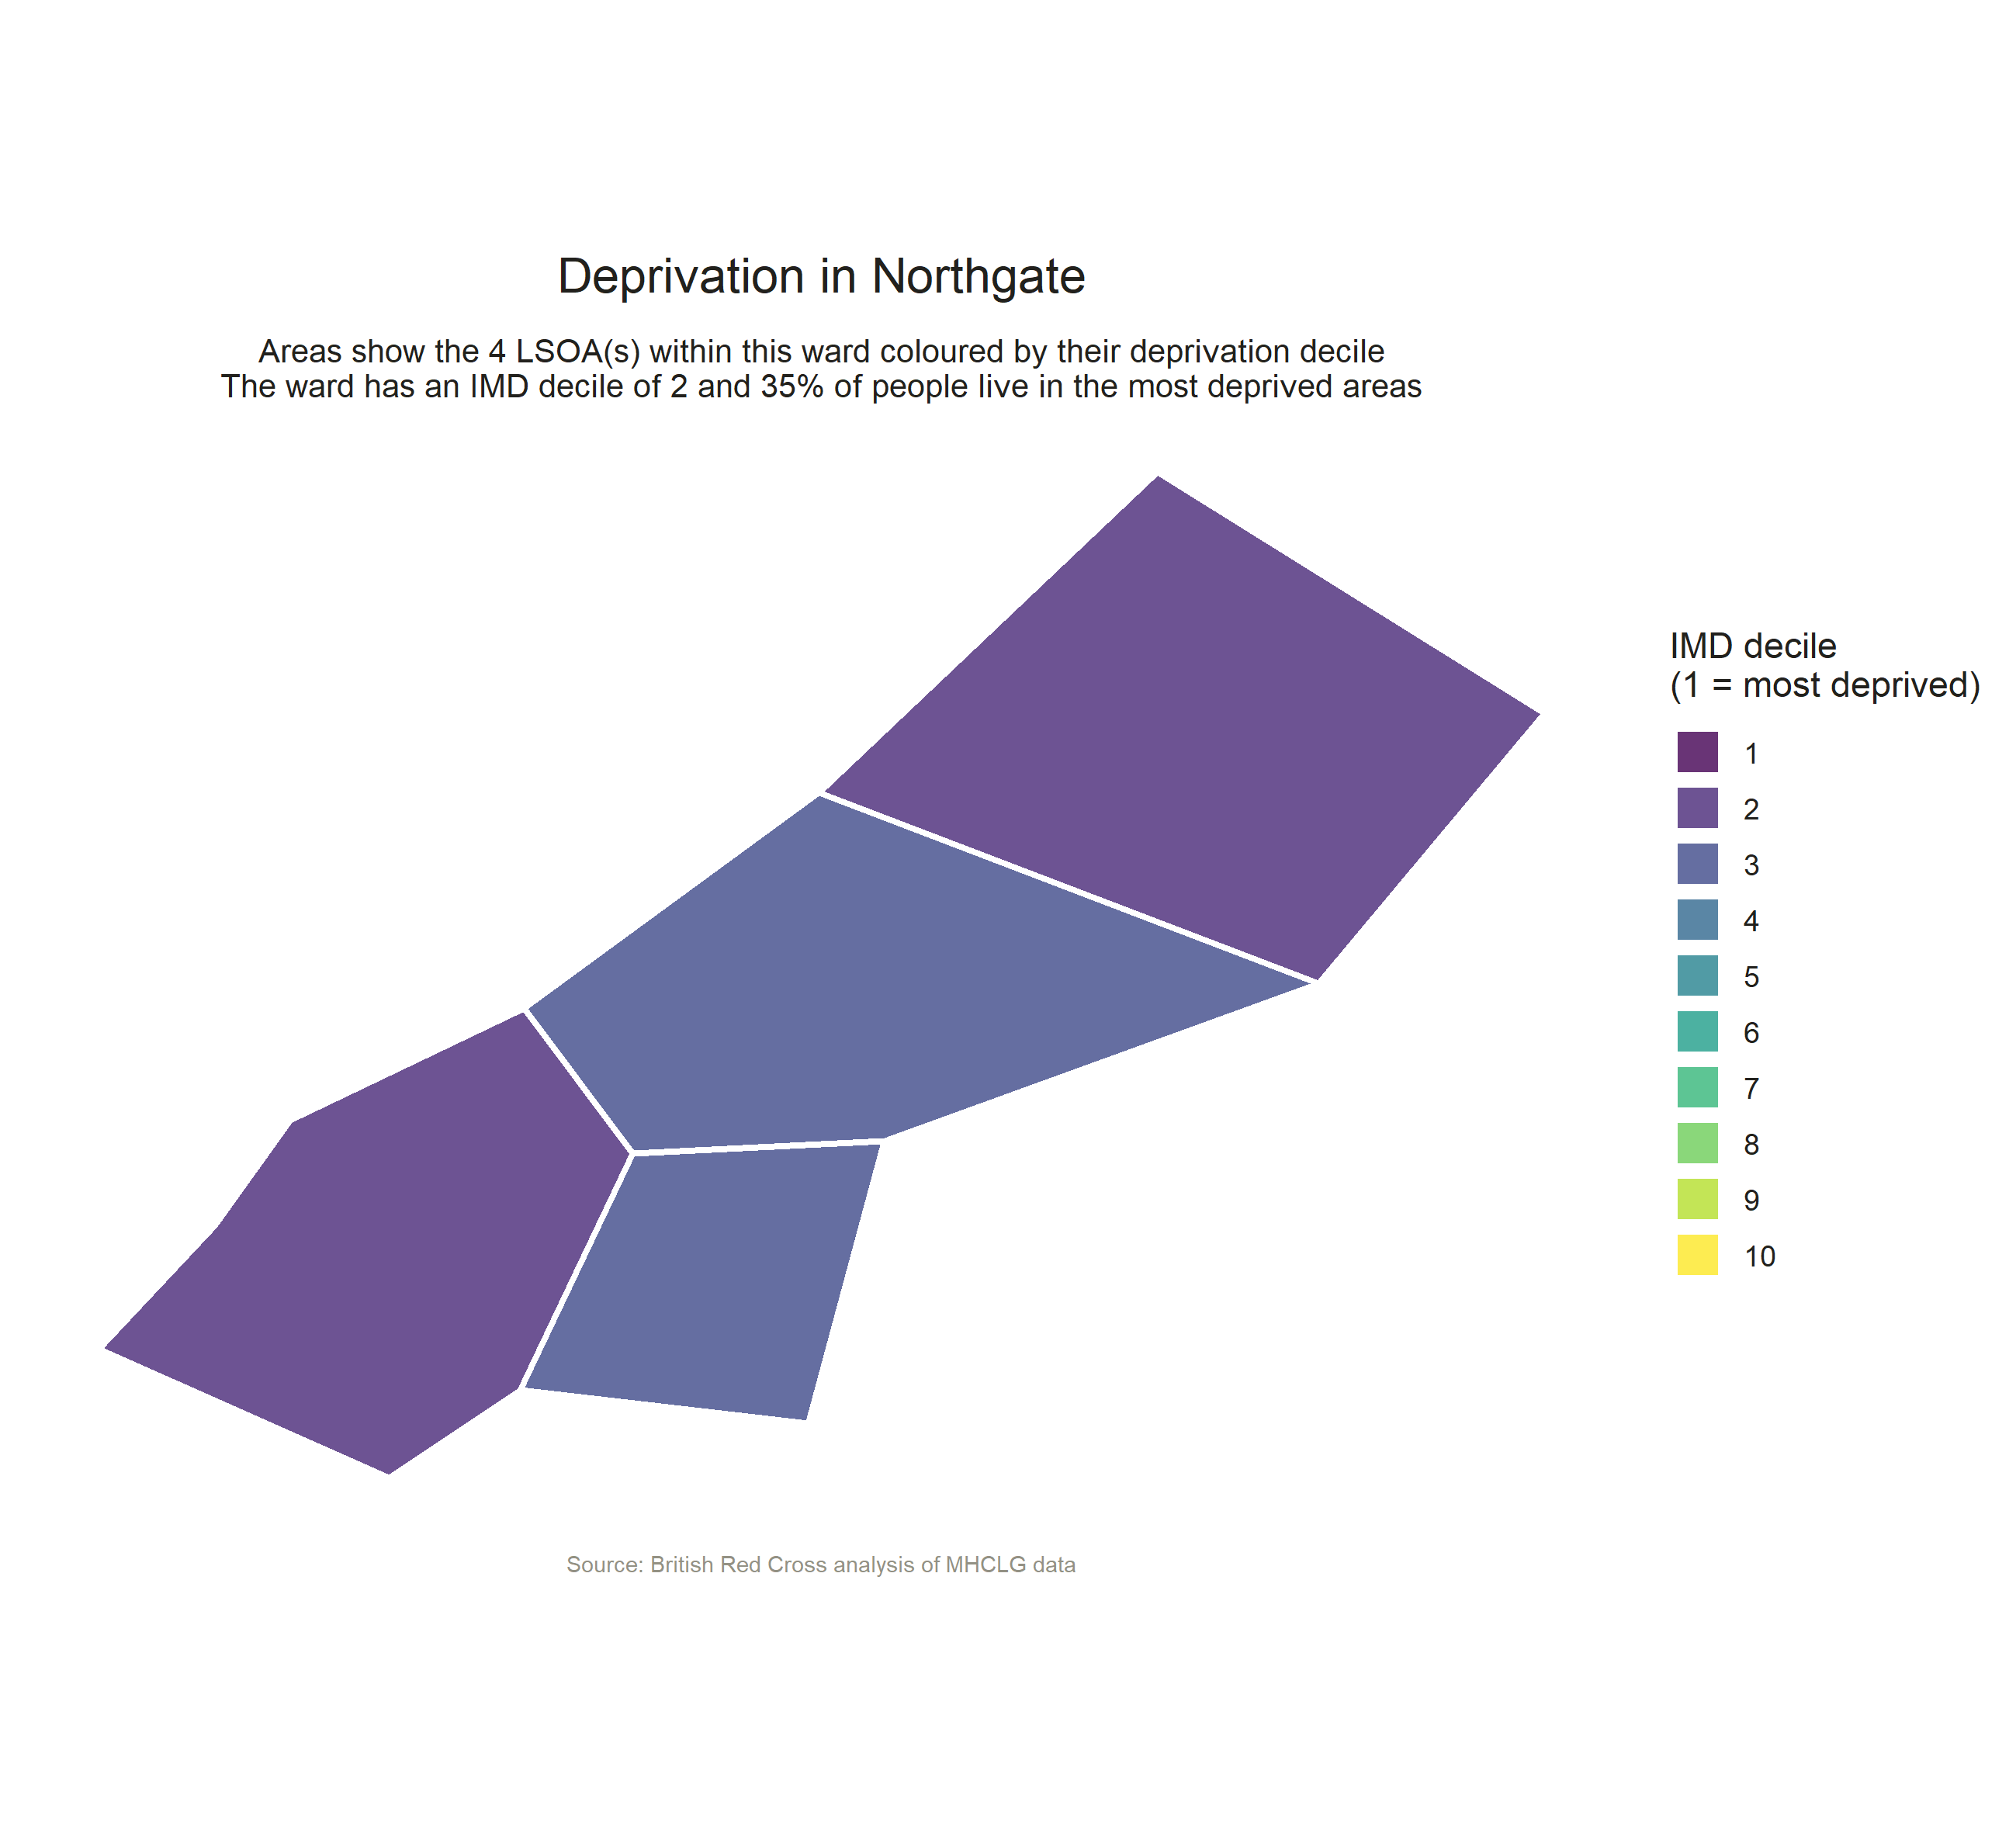 Deprivation in Northgate
Areas show the 4 LSOA(s) within this ward coloured by their deprivation decile
The ward has an IMD decile of 2 and 35% of people live in the most deprived areas
IMD decile
(1 = most deprived)
1
2
3
4
5
6
7
8
9
10
Source: British Red Cross analysis of MHCLG data